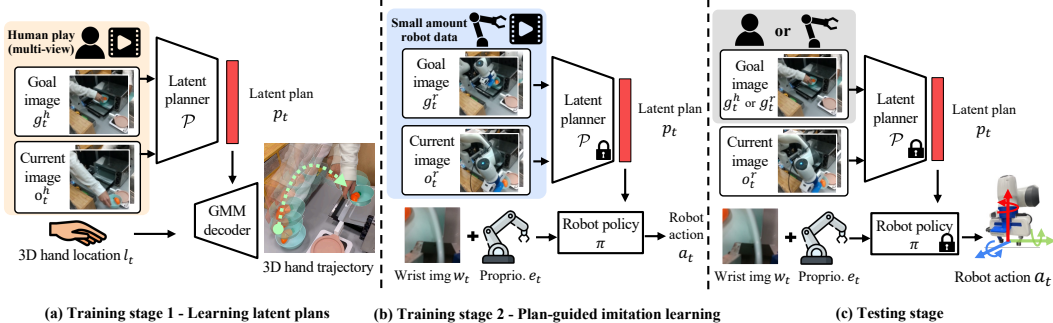 Human play
(multi-view)
Goal
image
g_t^h
Current
image
o_t^h
Latent
planner
𝒫
Latent plan
p_t
GMM
decoder
3D hand location l_t
3D hand trajectory
(a) Training stage 1 - Learning latent plans
Small amount
robot data
Goal
image
g_t^r
Current
image
o_t^r
Latent
planner
𝒫
Latent plan
p_t
Wrist img w_t
Proprio. e_t
Robot policy
π
Robot
action
a_t
(b) Training stage 2 - Plan-guided imitation learning
or
Goal
image
g_t^h or g_t^r
Current
image
o_t^r
Latent
planner
𝒫
Latent plan
p_t
Wrist img w_t
Proprio. e_t
Robot policy
π
Robot action a_t
(c) Testing stage